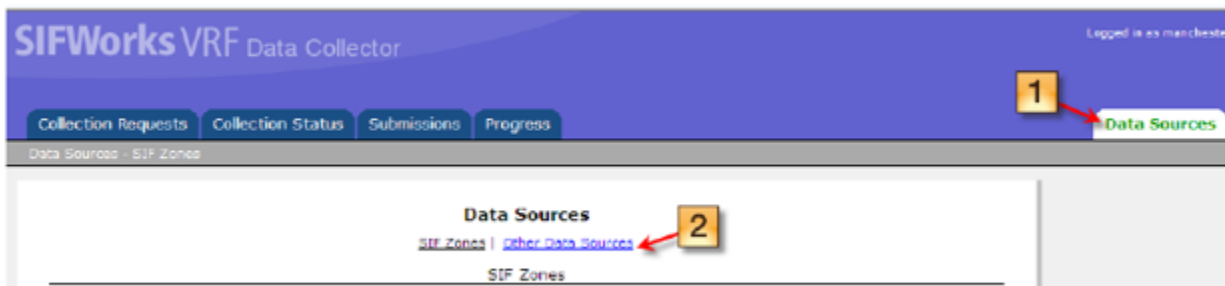 SIFWorks VRF Data Collector
Logged in as mancheste
1
Collection Requests Collection Status Submissions Progress Data Sources
Data Sources - SIF Zones
Data Sources
2
SIF Zones | Other Data Sources
SIF Zones